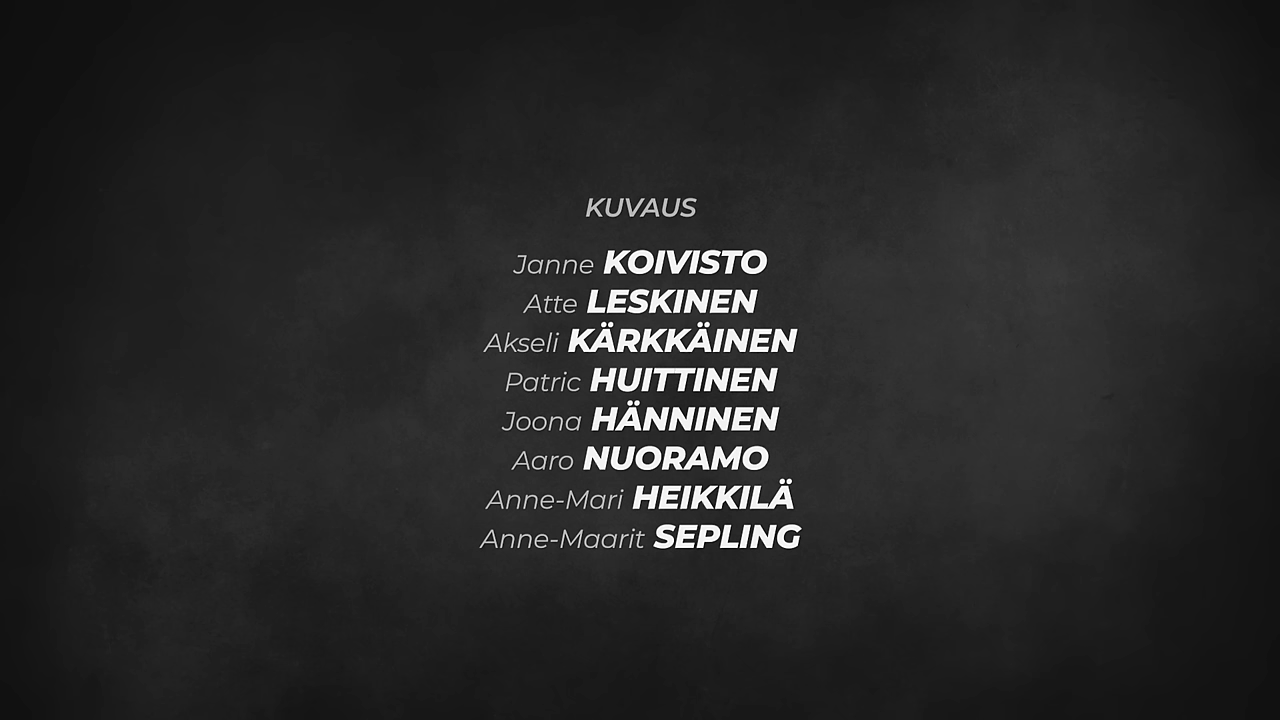 KUVAUS
Janne KOIVISTO
Atte LESKINEN
Akseli KÄRKKÄINEN
Patric HUITTINEN
Joona HÄNNINEN
Aaro NUORAMO
Anne-Mari HEIKKILÄ
Anne-Maarit SEPLING